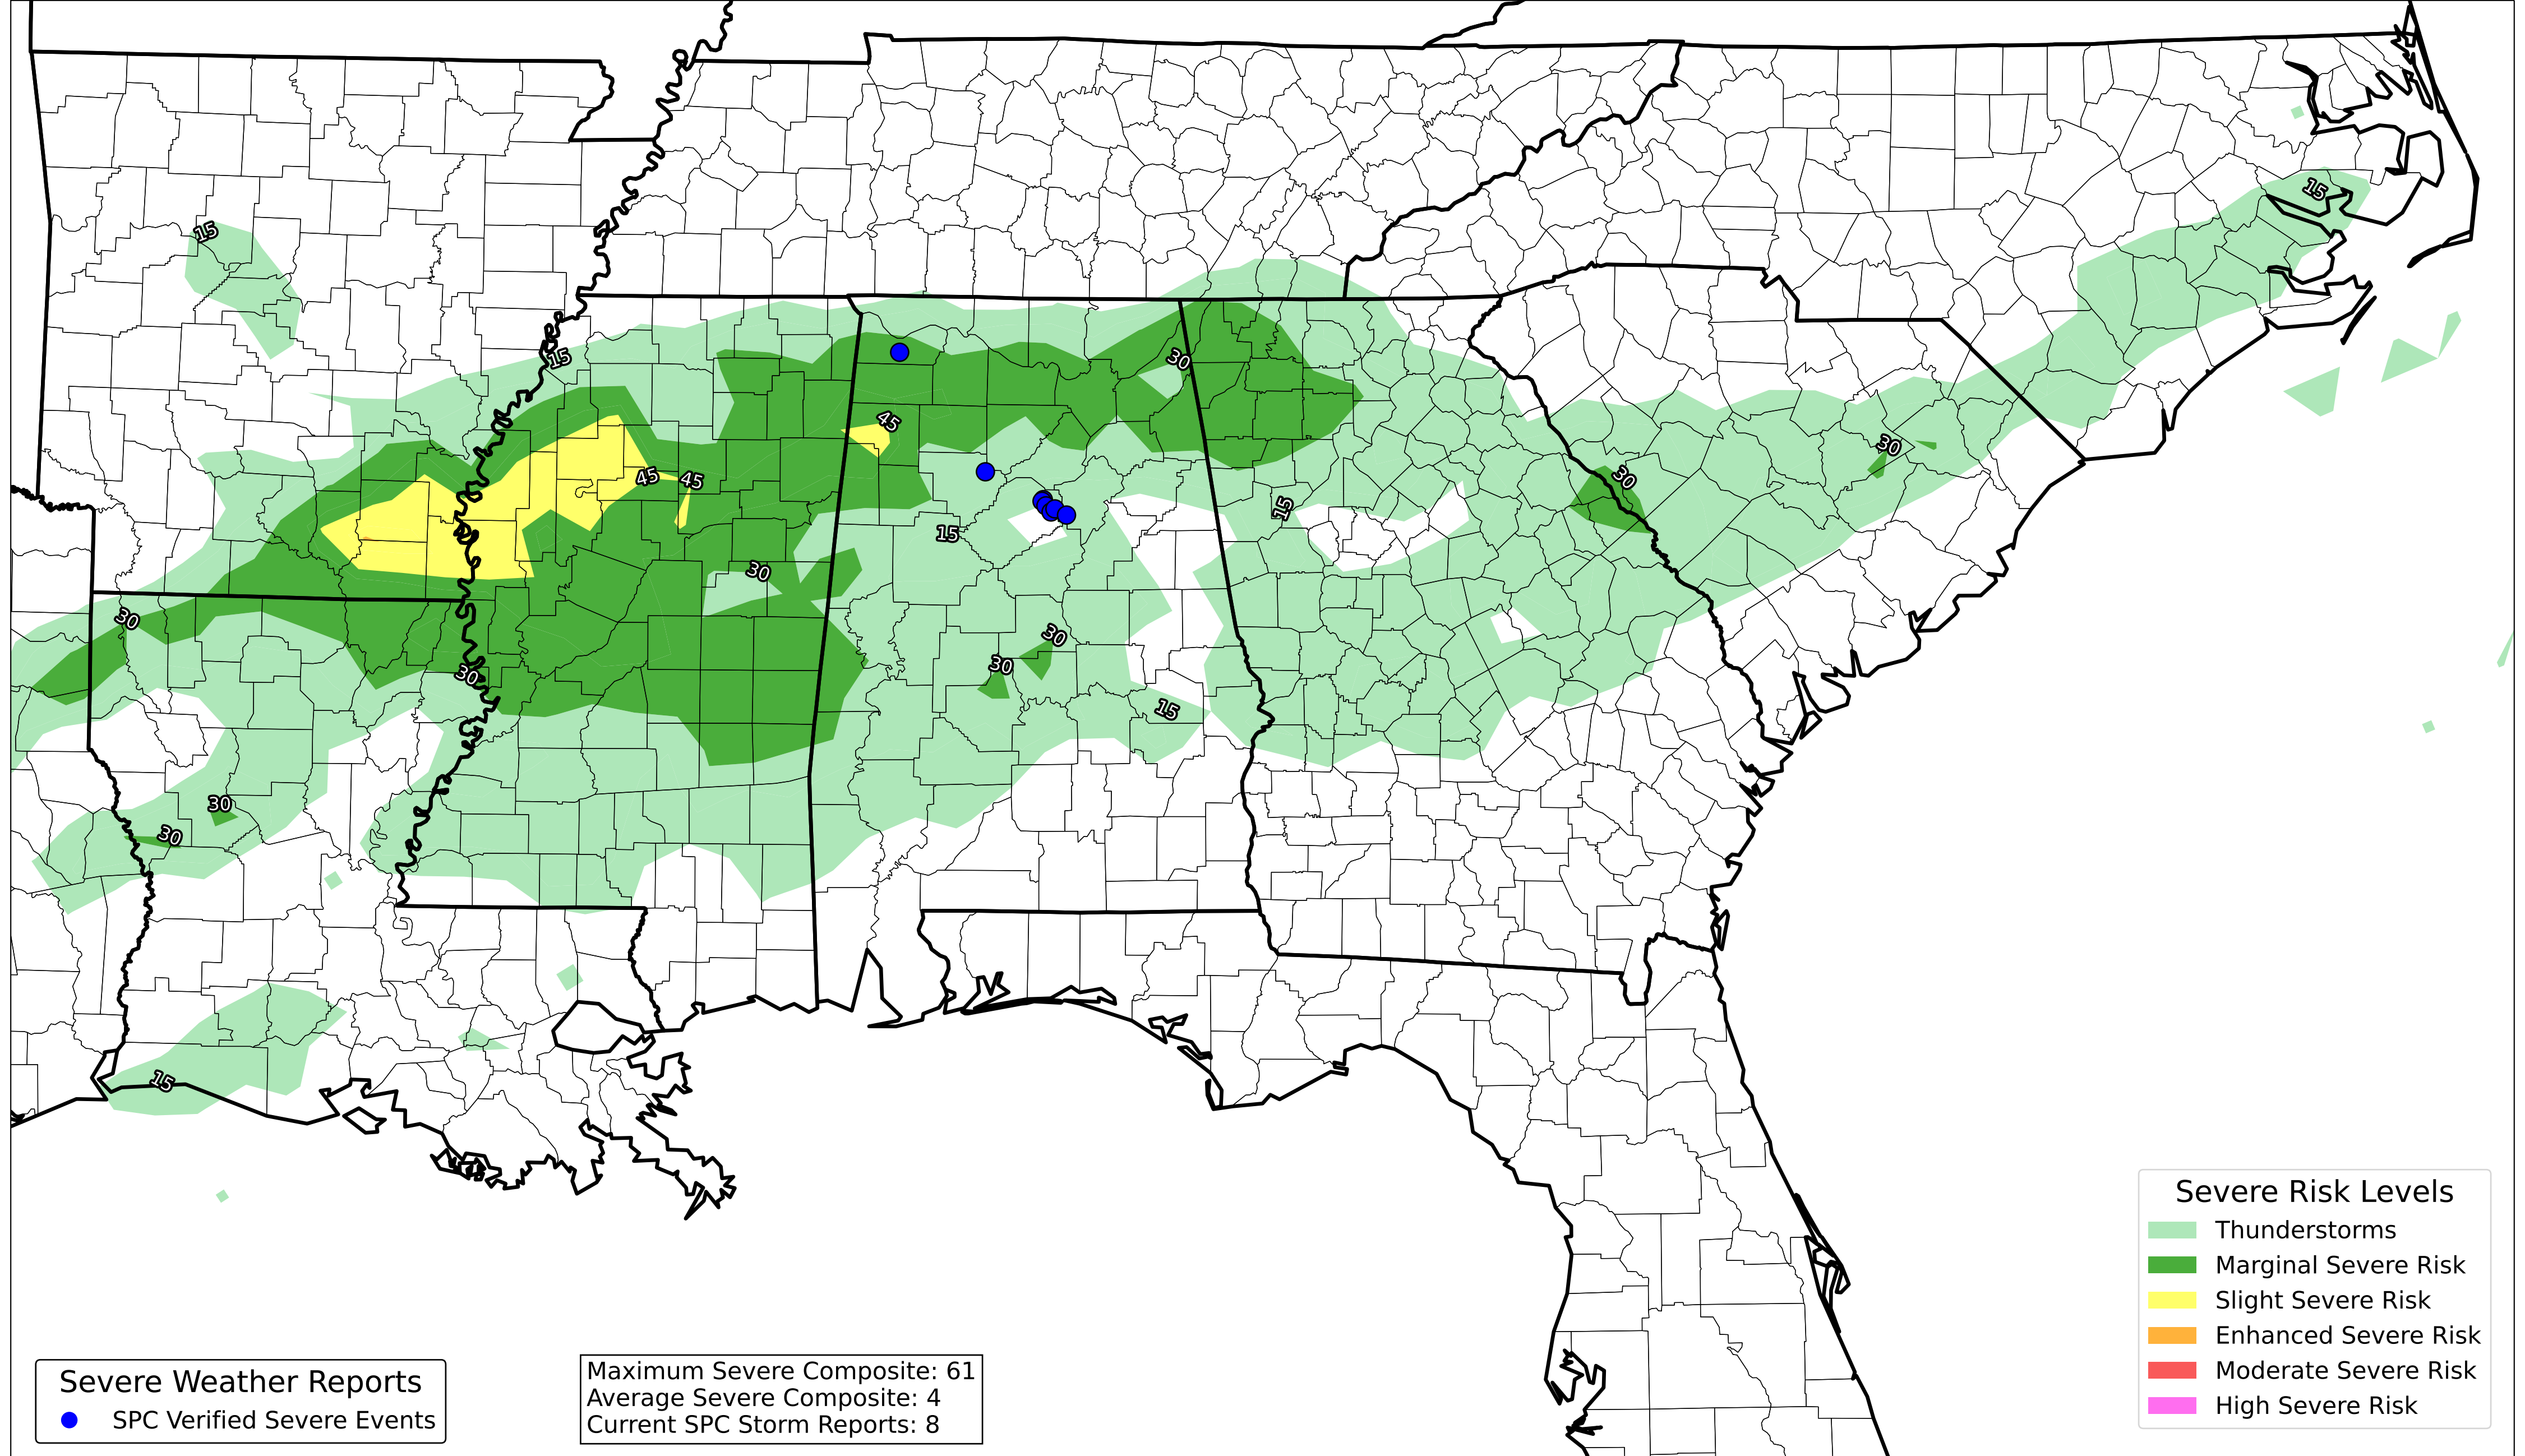 15
15
15
30
45
45
45
30
30
15
15
30
30
30
30
30
15
30
30
15
Severe Risk Levels
Thunderstorms
Marginal Severe Risk
Slight Severe Risk
Enhanced Severe Risk
Moderate Severe Risk
High Severe Risk
Severe Weather Reports
SPC Verified Severe Events
Maximum Severe Composite: 61
Average Severe Composite: 4
Current SPC Storm Reports: 8